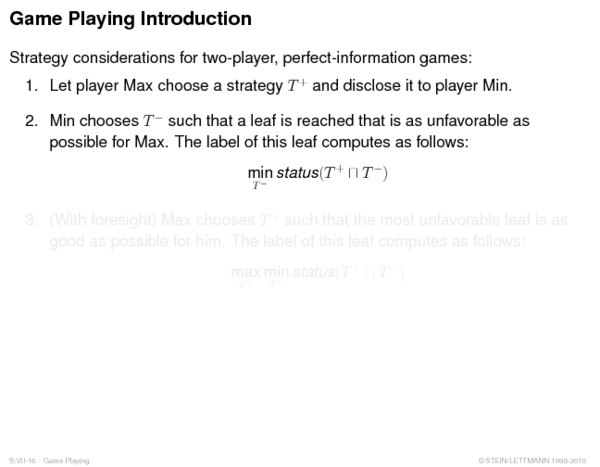 Game Playing Introduction
Strategy considerations for two-player, perfect-information games:
1. Let player Max choose a strategy T⁺ and disclose it to player Min.
2. Min chooses T⁻ such that a leaf is reached that is as unfavorable as
possible for Max. The label of this leaf computes as follows:
min status(T⁺ ⊓ T⁻)
T⁻
3. (With foresight) Max chooses T⁺ such that the most unfavorable leaf is as
good as possible for him. The label of this leaf computes as follows:
max min status(T⁺ ⊓ T⁻)
T⁺ T⁻
S:VII-16 Game Playing
©STEIN/LETTMANN 1998-2015